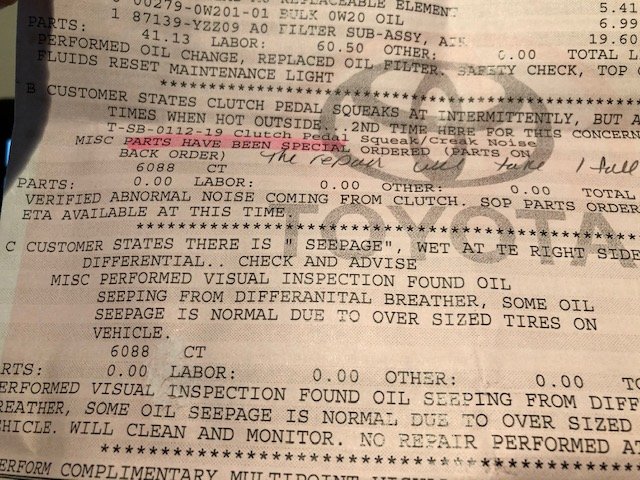 REPLACEABLE ELEMENT
00279-0W201-01 BULK 0W20 OIL 5.41
1 87139-YZZ09 A0 FILTER SUB-ASSY, AIR 6.99
PARTS: 19.60
41.13 LABOR: 60.50 OTHER: 0.00 TOTAL L
PERFORMED OIL CHANGE, REPLACED OIL FILTER. SAFETY CHECK, TOP
FLUIDS RESET MAINTENANCE LIGHT
B CUSTOMER STATES CLUTCH PEDAL SQUEAKS AT INTERMITTENLY, BUT A
TIMES WHEN HOT OUTSIDE.. 2ND TIME HERE FOR THIS CONCERN
T-SB-0112-19 Clutch Pedal Squeak/Creak Noise
MISC PARTS HAVE BEEN SPECIAL ORDERED (PARTS ON
BACK ORDER) The repair will take 1 full
6088 CT
PARTS: 0.00 LABOR: 0.00 OTHER: 0.00 TOTAL
VERIFIED ABNORMAL NOISE COMING FROM CLUTCH. SOP PARTS ORDER
ETA AVAILABLE AT THIS TIME
TOYOTA
C CUSTOMER STATES THERE IS " SEEPAGE", WET AT TE RIGHT SIDE
DIFFERENTIAL.. CHECK AND ADVISE
MISC PERFORMED VISUAL INSPECTION FOUND OIL
SEEPING FROM DIFFERANITAL BREATHER, SOME OIL
SEEPAGE IS NORMAL DUE TO OVER SIZED TIRES ON
VEHICLE.
6088 CT
RTS: 0.00 LABOR: 0.00 OTHER: 0.00 TO
ERFORMED VISUAL INSPECTION FOUND OIL SEEPING FROM DIFF
REATHER, SOME OIL SEEPAGE IS NORMAL DUE TO OVER SIZED
HICLE. WILL CLEAN AND MONITOR. NO REPAIR PERFORMED AT
ERFORM COMPLIMENTARY MULTIPOINT